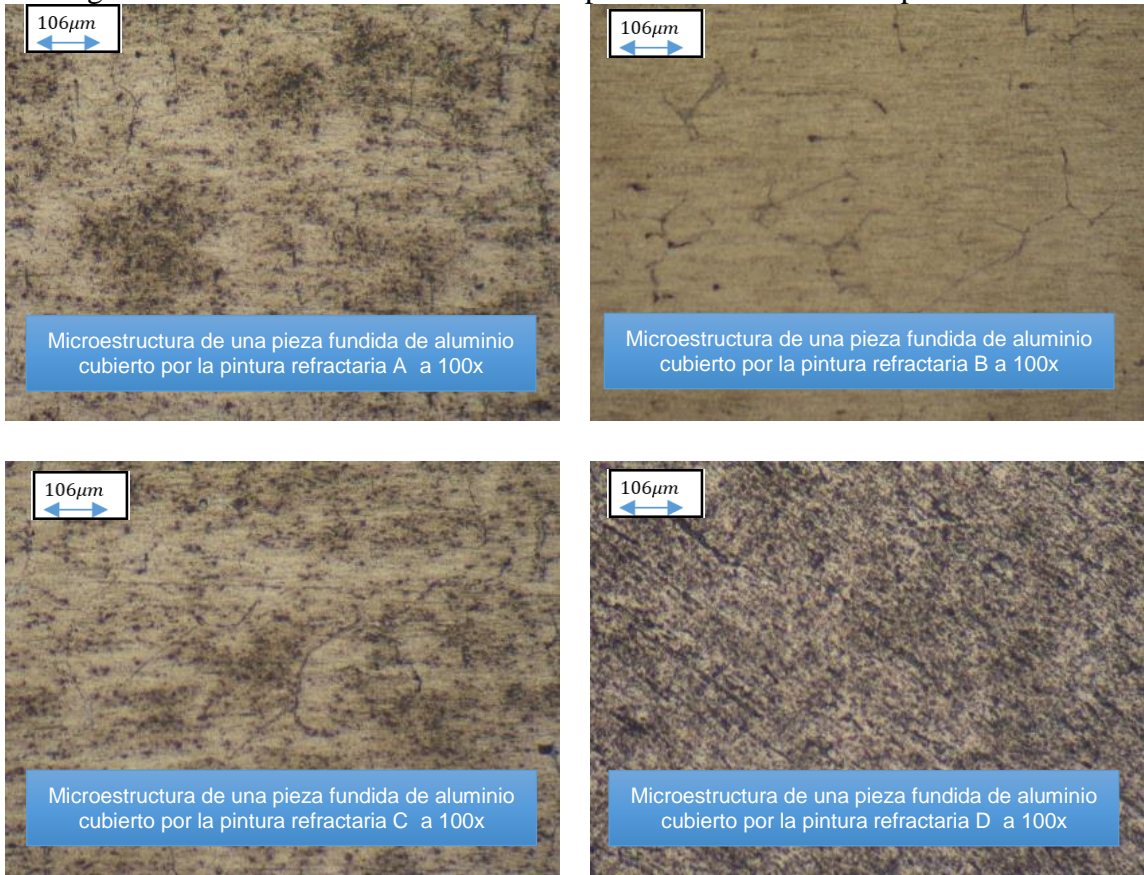 106μm
106μm
Microestructura de una pieza fundida de aluminio
cubierto por la pintura refractaria A a 100x
Microestructura de una pieza fundida de aluminio
cubierto por la pintura refractaria B a 100x
106μm
106μm
Microestructura de una pieza fundida de aluminio
cubierto por la pintura refractaria C a 100x
Microestructura de una pieza fundida de aluminio
cubierto por la pintura refractaria D a 100x